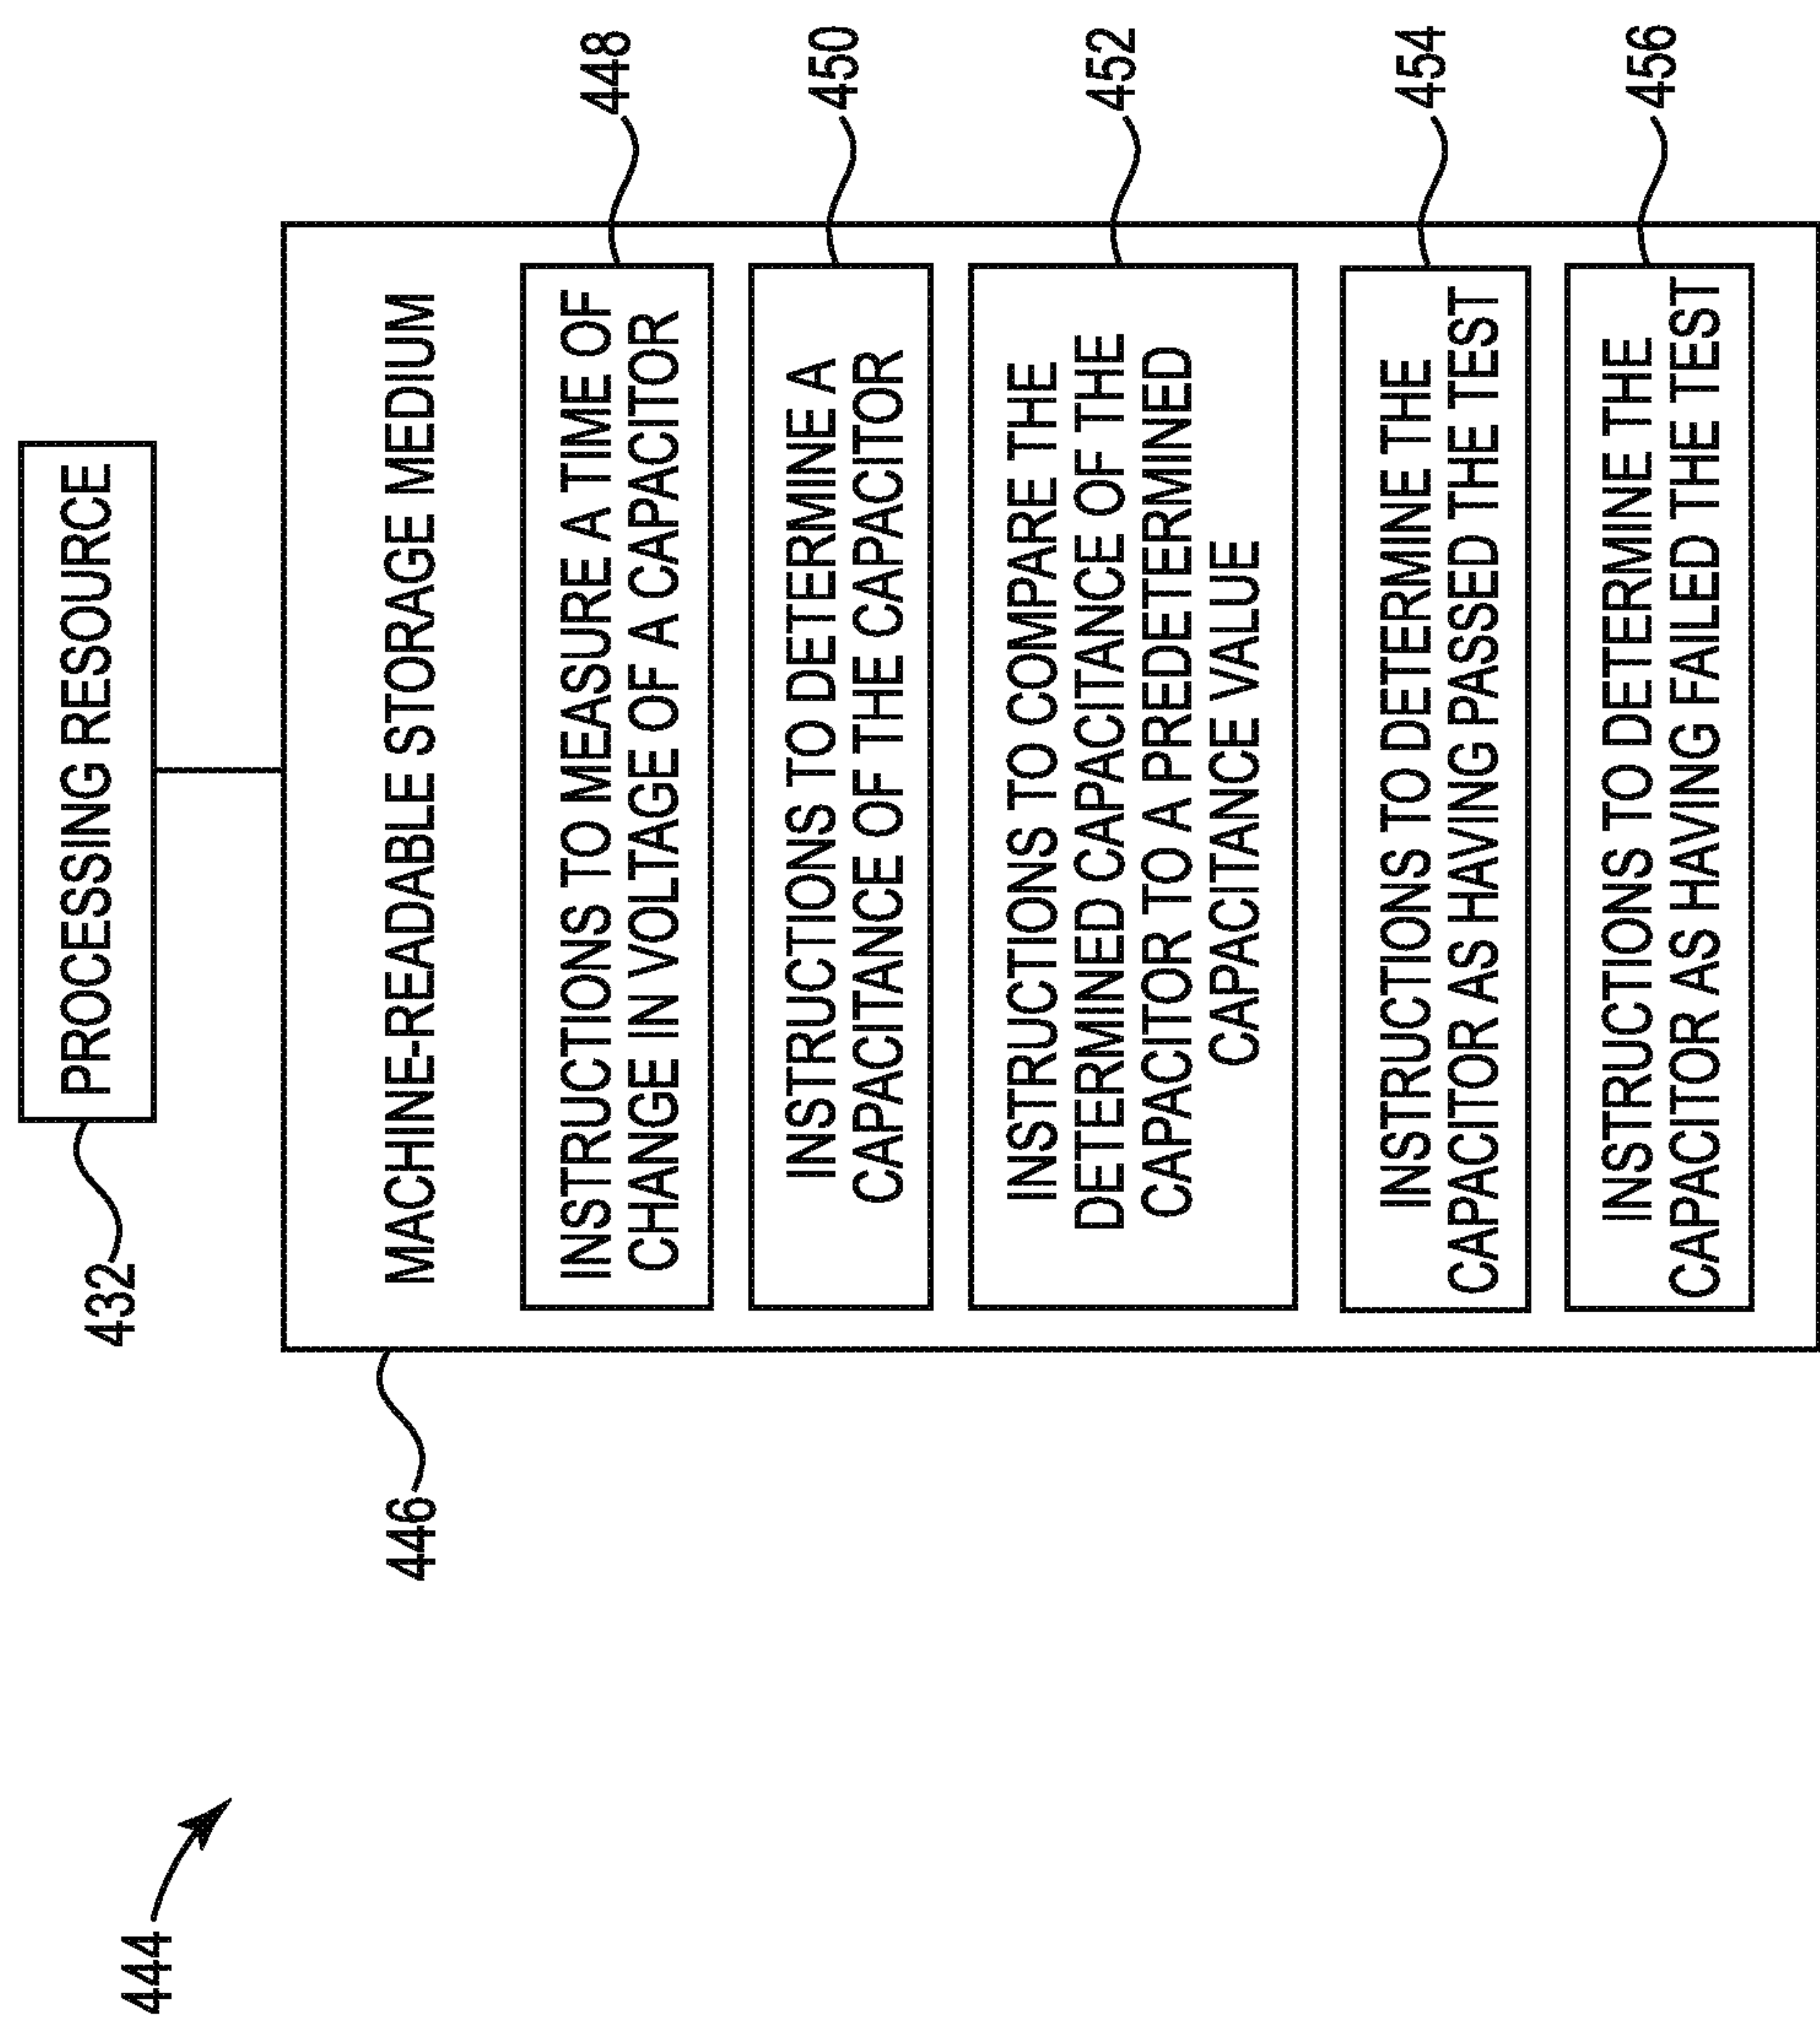 444
432
PROCESSING RESOURCE
446
MACHINE-READABLE STORAGE MEDIUM
INSTRUCTIONS TO MEASURE A TIME OF
CHANGE IN VOLTAGE OF A CAPACITOR
448
INSTRUCTIONS TO DETERMINE A
CAPACITANCE OF THE CAPACITOR
450
INSTRUCTIONS TO COMPARE THE
DETERMINED CAPACITANCE OF THE
CAPACITOR TO A PREDETERMINED
CAPACITANCE VALUE
452
INSTRUCTIONS TO DETERMINE THE
CAPACITOR AS HAVING PASSED THE TEST
454
INSTRUCTIONS TO DETERMINE THE
CAPACITOR AS HAVING FAILED THE TEST
456